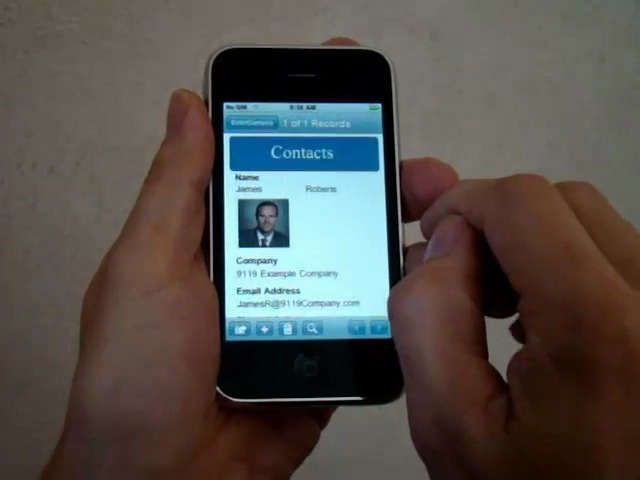 No SIM 9:56 AM
1 of 1 Records
Contacts
Name
James Roberts
Company
9119 Example Company
Email Address
JamesR@9119Company.com